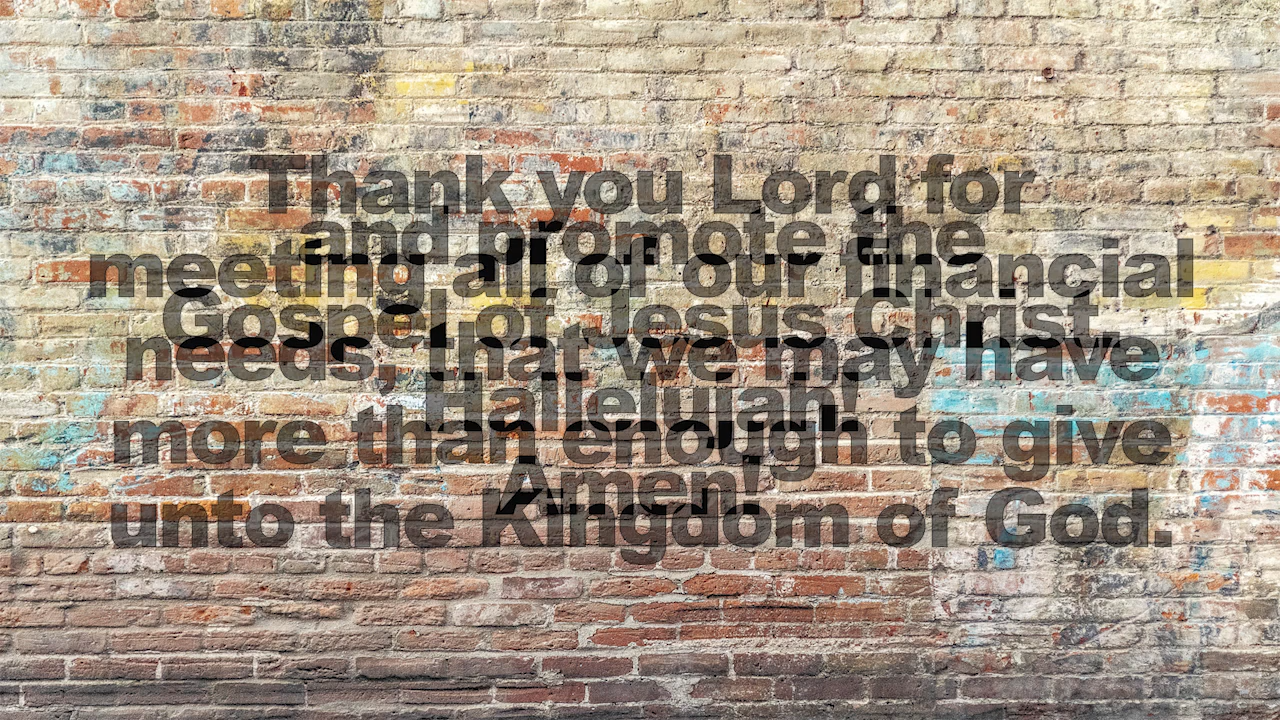 Thank you Lord for
meeting all of our financial
needs, that we may have
more than enough to give
unto the Kingdom of God.
and promote the
Gospel of Jesus Christ.
Hallelujah!
Amen!